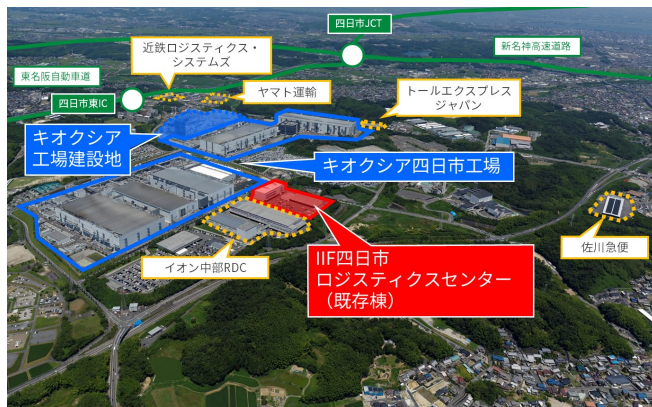 四日市JCT
新名神高速道路
近鉄ロジスティクス・
システムズ
東名阪自動車道
四日市東IC
ヤマト運輸
トールエクスプレス
ジャパン
キオクシア
工場建設地
キオクシア四日市工場
佐川急便
イオン中部RDC
IIF四日市
ロジスティクスセンター
（既存棟）